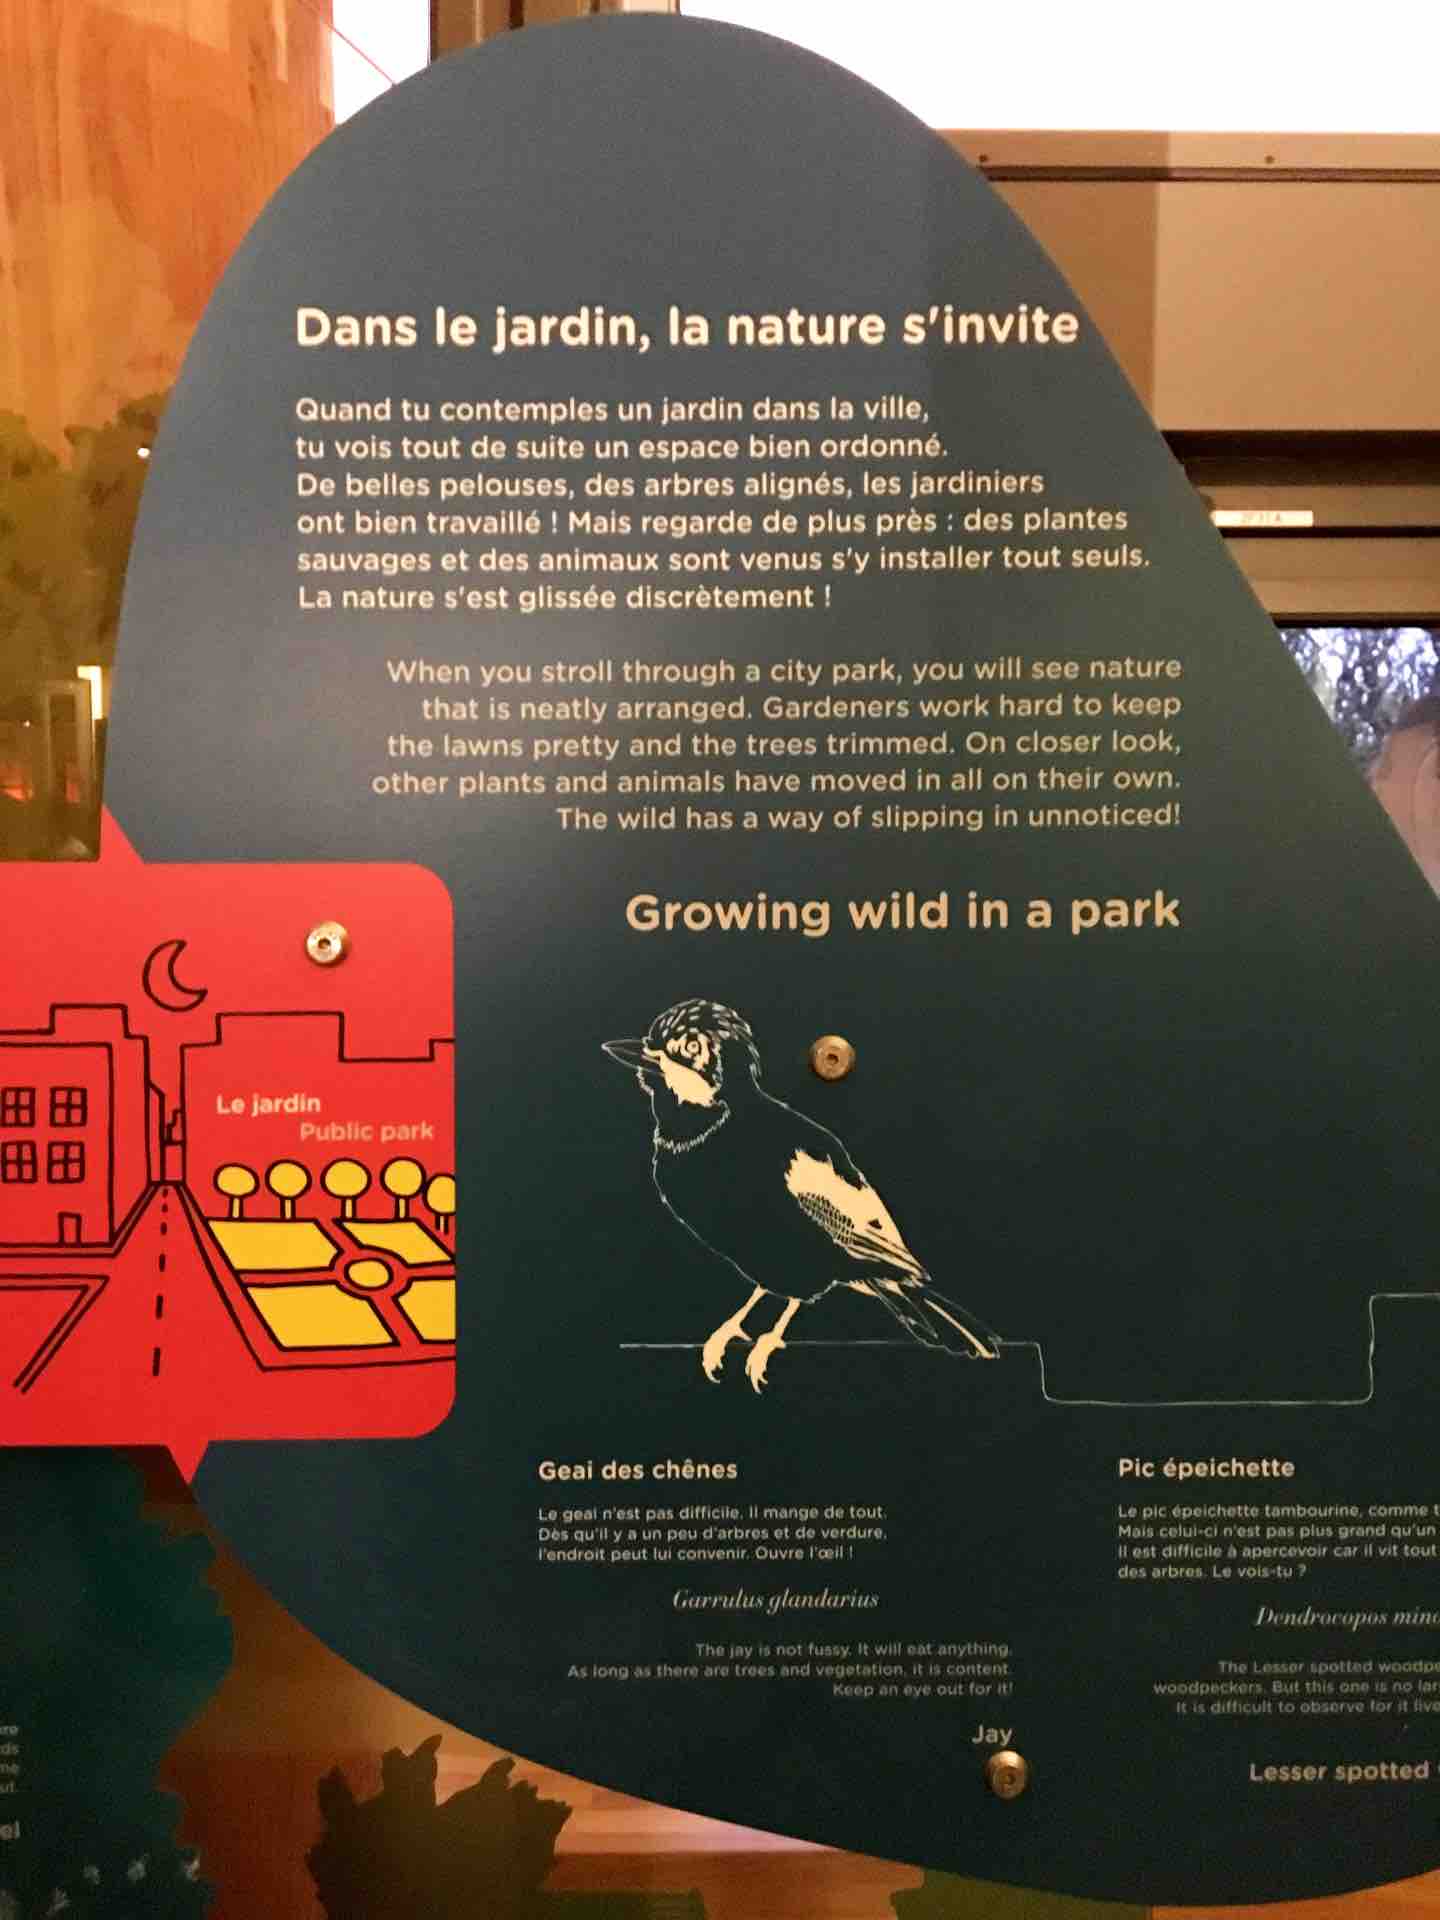 Dans le jardin, la nature s'invite
Quand tu contemples un jardin dans la ville,
tu vois tout de suite un espace bien ordonné.
De belles pelouses, des arbres alignés, les jardiniers
ont bien travaillé ! Mais regarde de plus près : des plantes
sauvages et des animaux sont venus s'y installer tout seuls.
La nature s'est glissée discrètement !
When you stroll through a city park, you will see nature
that is neatly arranged. Gardeners work hard to keep
the lawns pretty and the trees trimmed. On closer look,
other plants and animals have moved in all on their own.
The wild has a way of slipping in unnoticed!
Growing wild in a park
Le jardin
Public park
Geai des chênes
Le geai n'est pas difficile. Il mange de tout.
Dès qu'il y a un peu d'arbres et de verdure,
l'endroit peut lui convenir. Ouvre l'œil !
Garrulus glandarius
The jay is not fussy. It will eat anything.
As long as there are trees and vegetation, it is content.
Keep an eye out for it!
Jay
Pic épeichette
Le pic épeichette tambourine, comme
Mais celui-ci n'est pas plus grand qu'un
Il est difficile à apercevoir car il vit tout
des arbres. Le vois-tu ?
Dendrocopos
The Lesser spotted
woodpeckers. But this one is no
It is difficult to observe for it
Lesser spotted